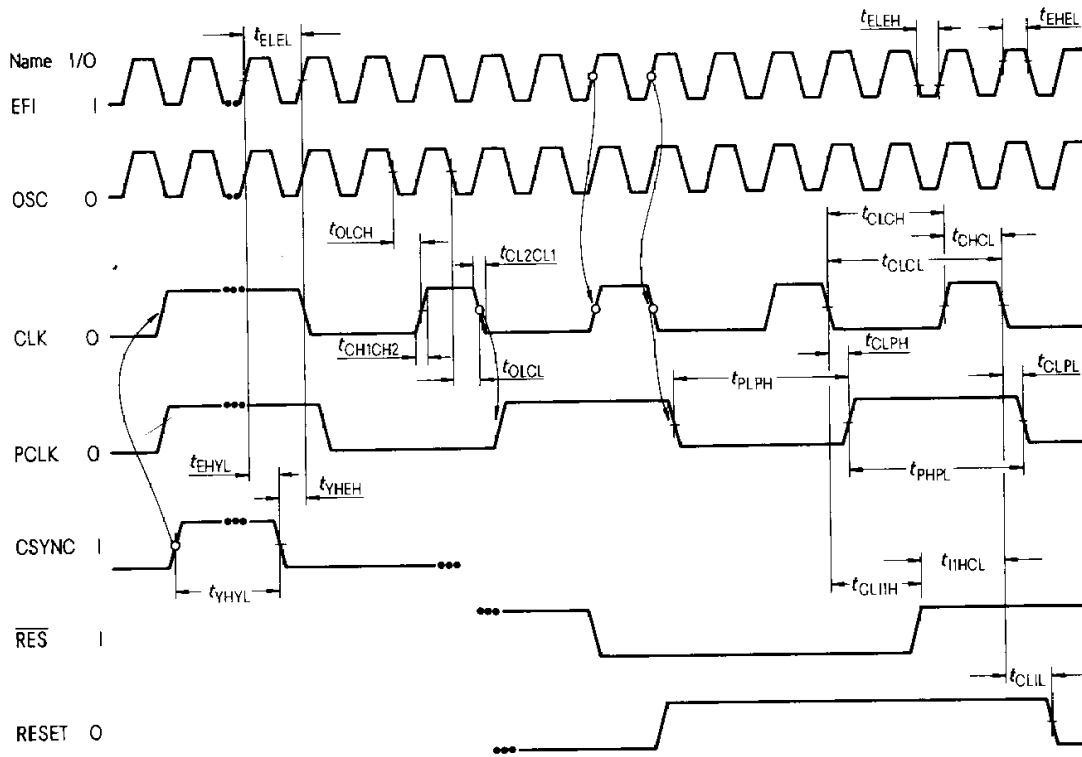 tELEL
tELEH
tEHEL
Name I/O
EFI I
OSC O
tOLCH
tCL2CL1
tCLCH
tCHCL
tCLCL
CLK O
tCH1CH2
tOLCL
tCLPH
tPLPH
tCLPL
PCLK O
tEHYL
tYHEH
tPHPL
CSYNC I
tYHYL
tI1HCL
tCLI1H
RES I
tCLIL
RESET O